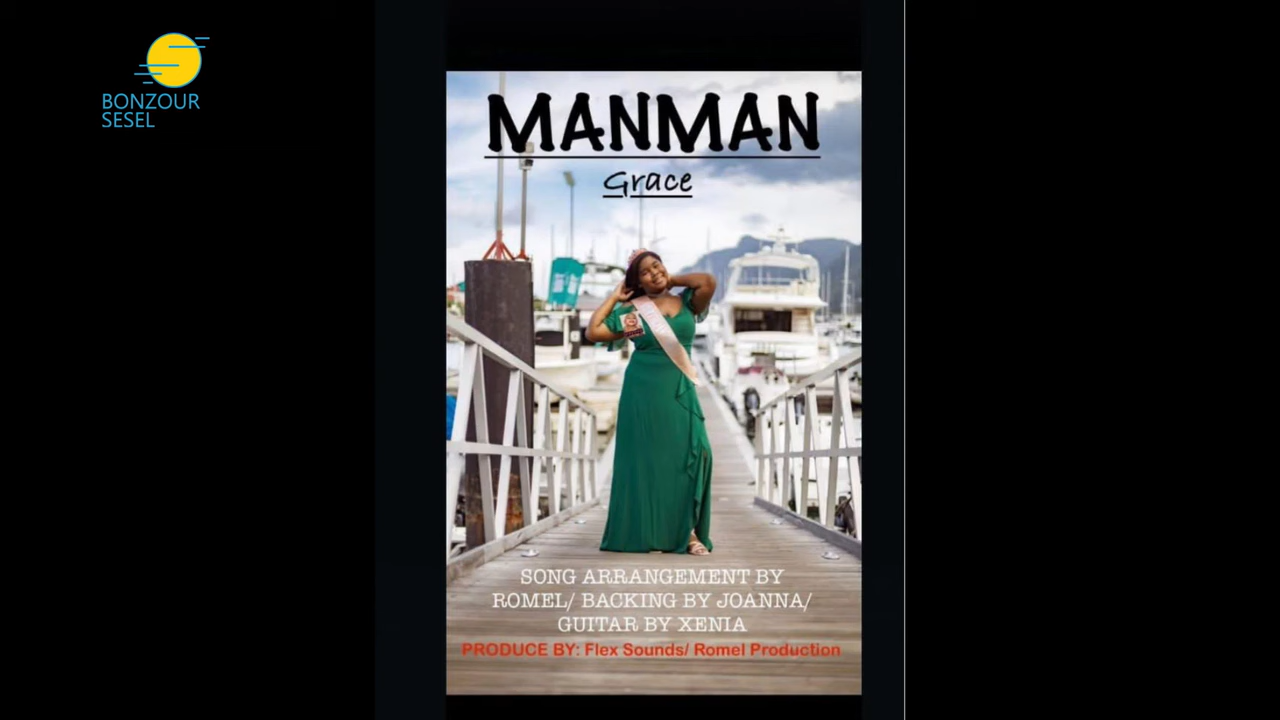 BONZOUR
SESEL
MANMAN
Grace
SONG ARRANGEMENT BY
ROMEL/ BACKING BY JOANNA/
GUITAR BY XENIA
PRODUCE BY: Flex Sounds/ Romel Production